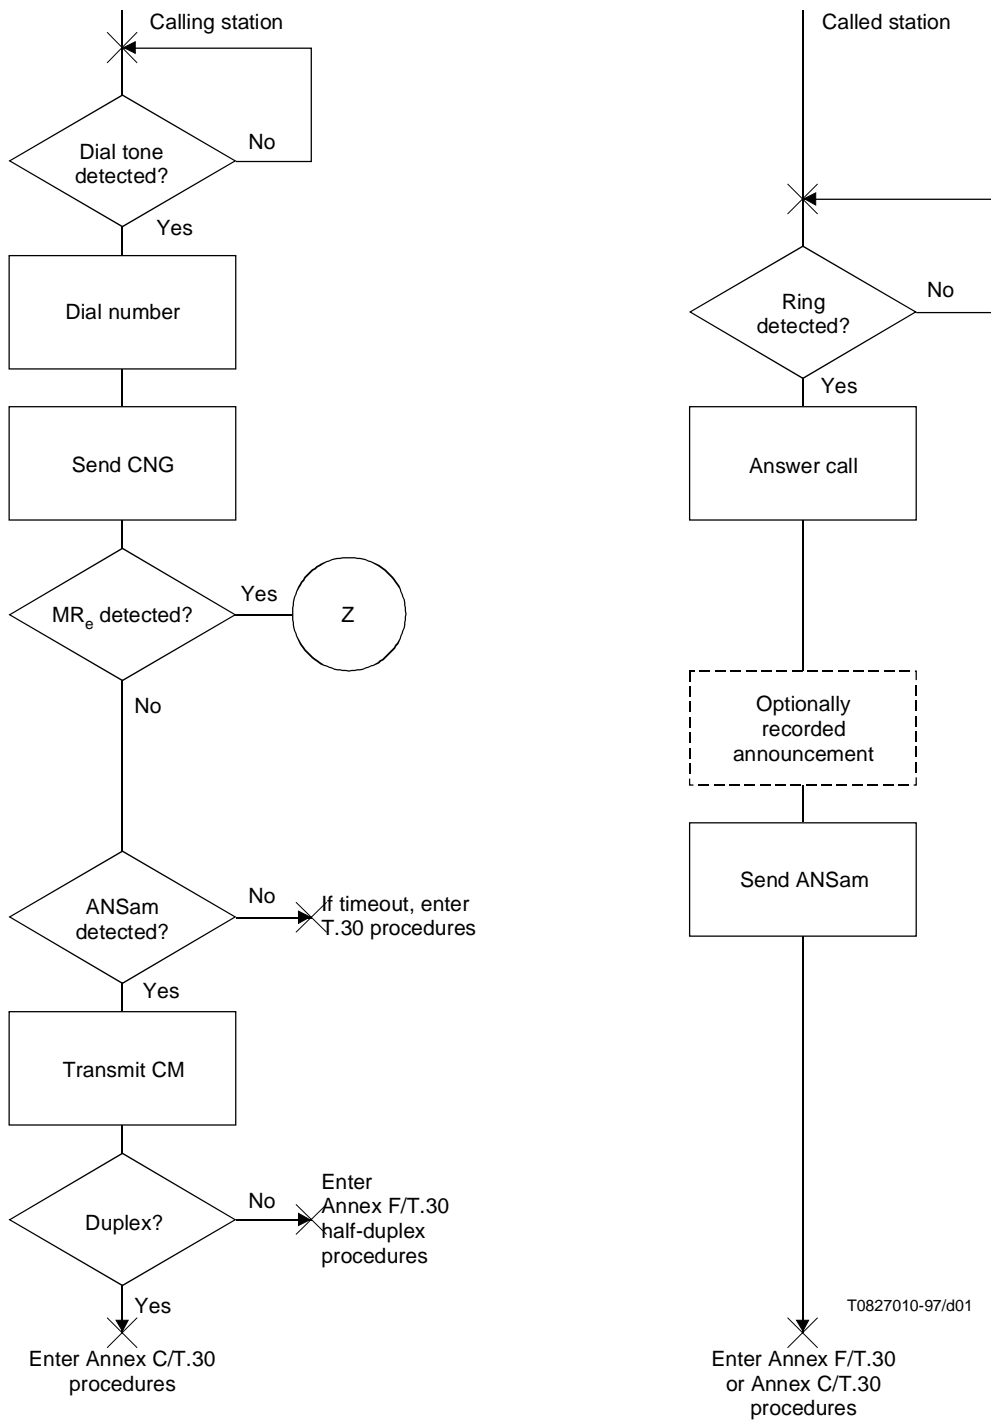 Calling station
Dial tone
detected?
No
Yes
Dial number
Send CNG
MRe detected?
Yes
Z
No
ANSam
detected?
No
If timeout, enter
T.30 procedures
Yes
Transmit CM
Duplex?
No
Enter
Annex F/T.30
half-duplex
procedures
Yes
Enter Annex C/T.30
procedures
Called station
Ring
detected?
No
Yes
Answer call
Optionally
recorded
announcement
Send ANSam
T0827010-97/d01
Enter Annex F/T.30
or Annex C/T.30
procedures